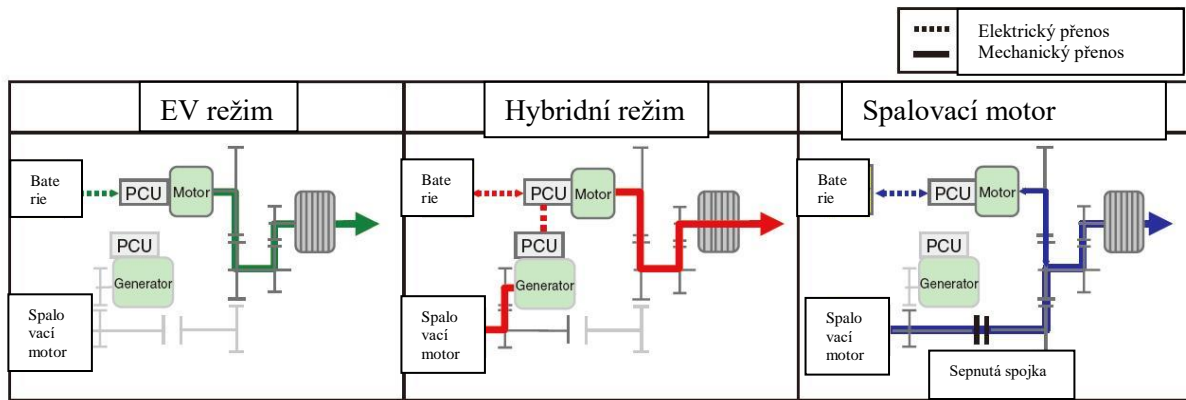 Elektrický přenos
Mechanický přenos
EV režim
Hybridní režim
Spalovací motor
Bate
rie
PCU
Motor
PCU
Generator
Spalo
vací
motor
Bate
rie
PCU
Motor
PCU
Generator
Spalo
vací
motor
Bate
rie
PCU
Motor
PCU
Generator
Spalo
vací
motor
Sepnutá spojka